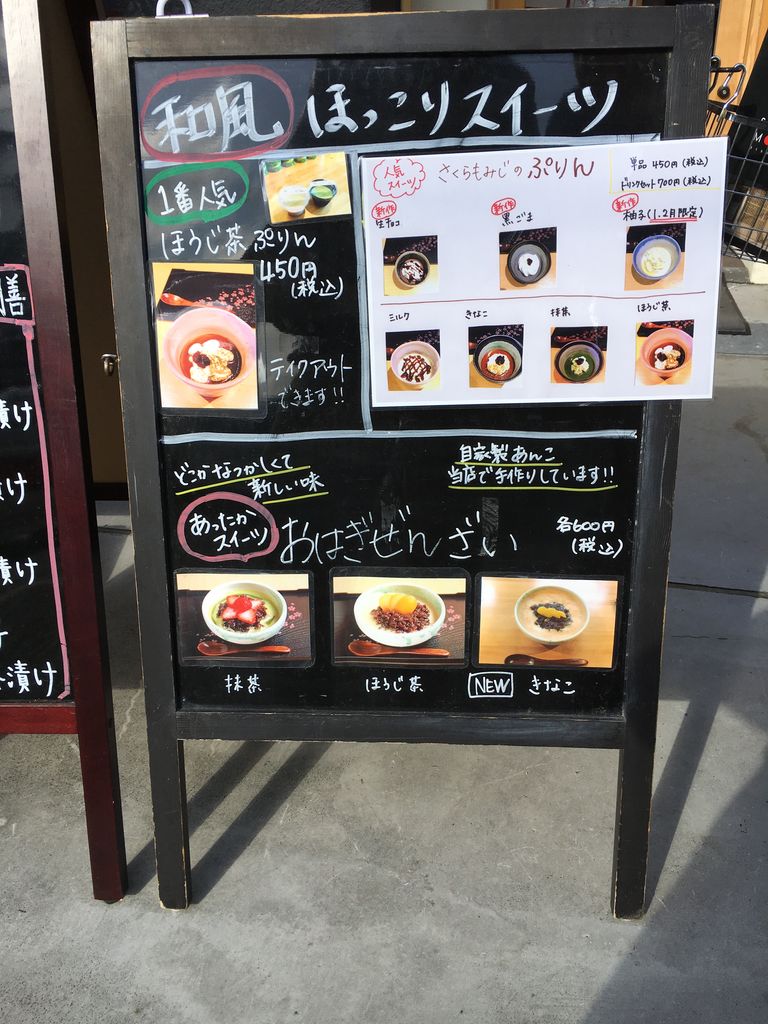 和風 ほっこりスイーツ
1番人気
ほうじ茶 ぷりん
450円
(税込)
テイクアウト
できます!!
人気
スイーツ
さくらもみじの ぷりん
単品 450円(税込)
ドリンクセット 700円(税込)
新作
生チョコ
新作
黒ごま
新作
柚子(1.2月限定)
ミルク
きなこ
抹茶
ほうじ茶
どこかなつかしくて
新しい味
自家製あんこ
当店で手作りしています!!
あったか
スイーツ
おはぎぜんざい
各600円
(税込)
抹茶
ほうじ茶
NEW きなこ
膳
漬け
け
漬け
漬け